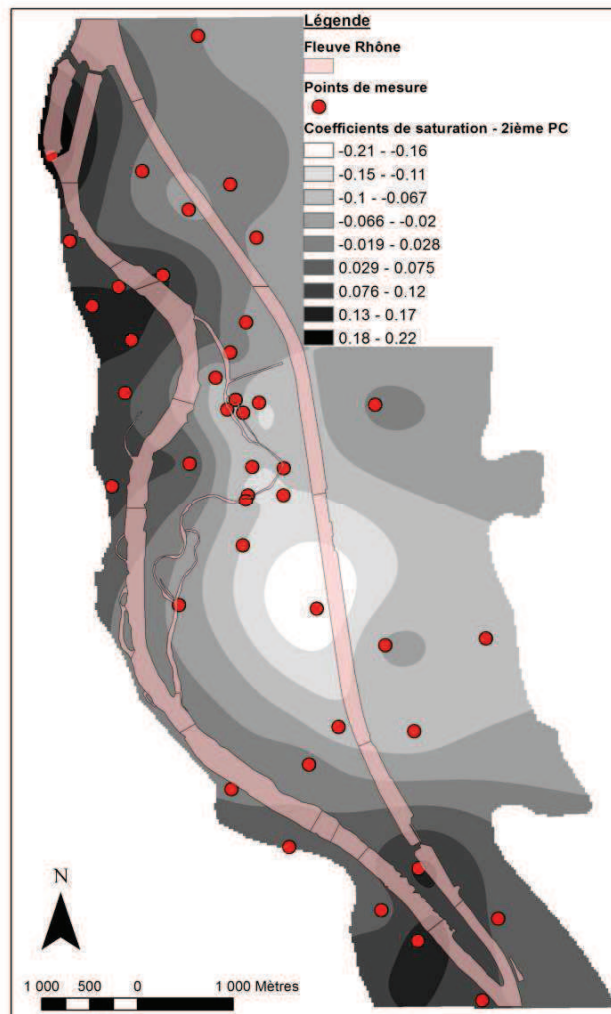 Légende
Fleuve Rhône
Points de mesure
Coefficients de saturation - 2ième PC
-0.21 - -0.16
-0.15 - -0.11
-0.1 - -0.067
-0.066 - -0.02
-0.019 - 0.028
0.029 - 0.075
0.076 - 0.12
0.13 - 0.17
0.18 - 0.22
N
1 000 500 0 1 000 Mètres